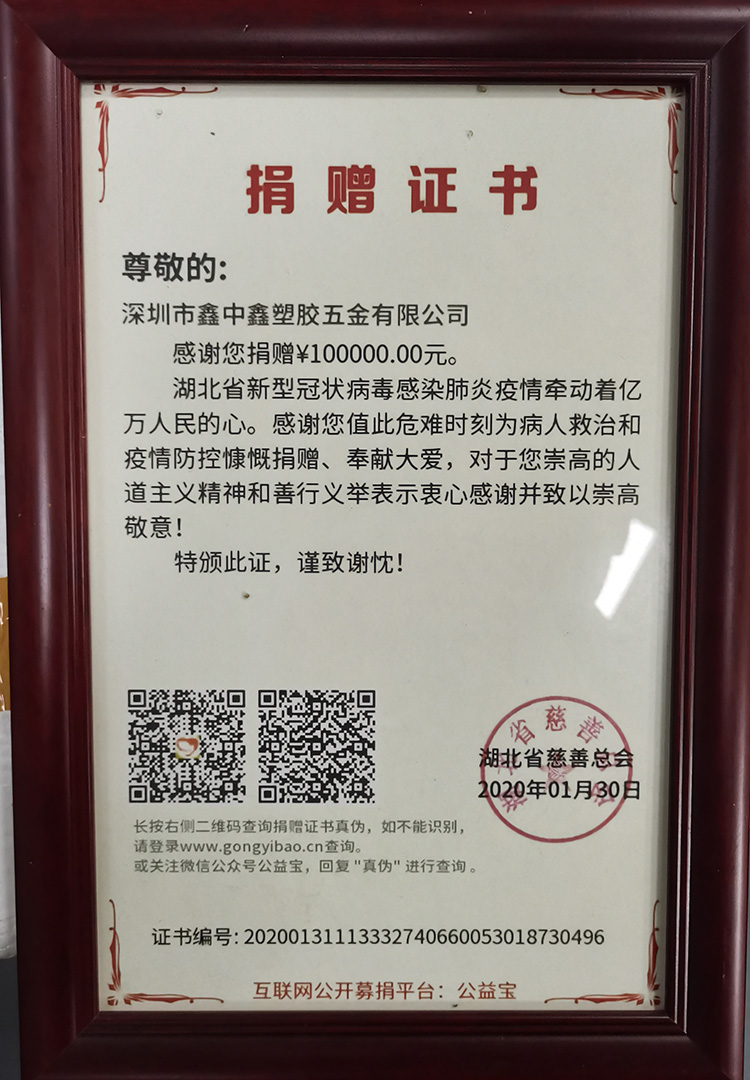 捐赠证书
尊敬的:
深圳市鑫中鑫塑胶五金有限公司
感谢您捐赠¥100000.00元。
湖北省新型冠状病毒感染肺炎疫情牵动着亿
万人民的心。感谢您值此危难时刻为病人救治和
疫情防控慷慨捐赠、奉献大爱，对于您崇高的人
道主义精神和善行义举表示衷心感谢并致以崇高
敬意！
特颁此证，谨致谢忱！
湖北省慈善总会
湖北省慈善总会
2020年01月30日
长按右侧二维码查询捐赠证书真伪，如不能识别，
请登录www.gongyibao.cn查询。
或关注微信公众号公益宝，回复 "真伪" 进行查询 。
证书编号: 2020013111333274066005301873​0496
互联网公开募捐平台：公益宝